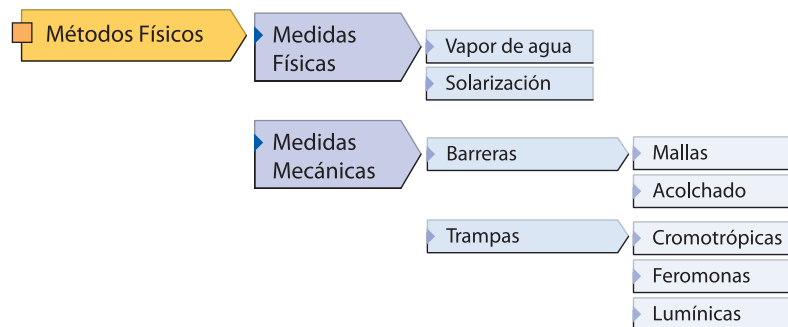 Métodos Físicos
Medidas
Físicas
Vapor de agua
Solarización
Medidas
Mecánicas
Barreras
Mallas
Acolchado
Trampas
Cromotrópicas
Feromonas
Lumínicas